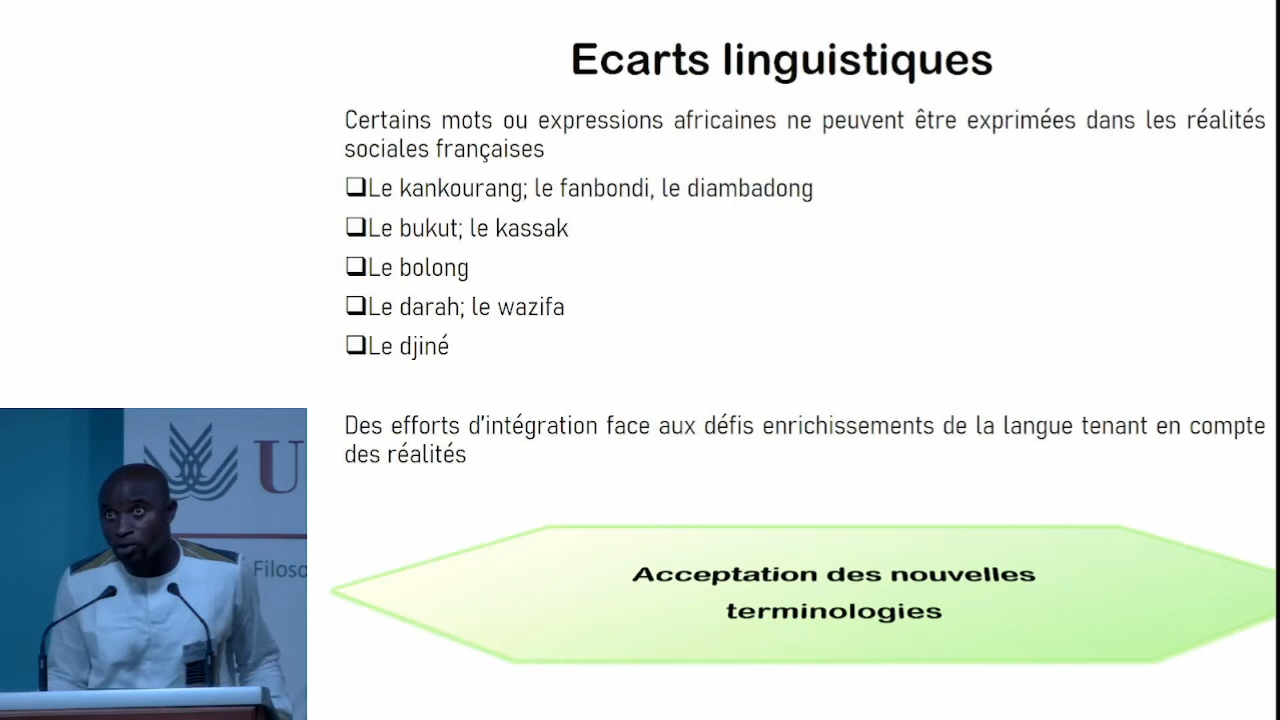 Ecarts linguistiques
Certains mots ou expressions africaines ne peuvent être exprimées dans les réalités
sociales françaises
❑Le kankourang; le fanbondi, le diambadong
❑Le bukut; le kassak
❑Le bolong
❑Le darah; le wazifa
❑Le djiné
Des efforts d'intégration face aux défis enrichissements de la langue tenant en compte
des réalités
Acceptation des nouvelles
terminologies
U
Filoso